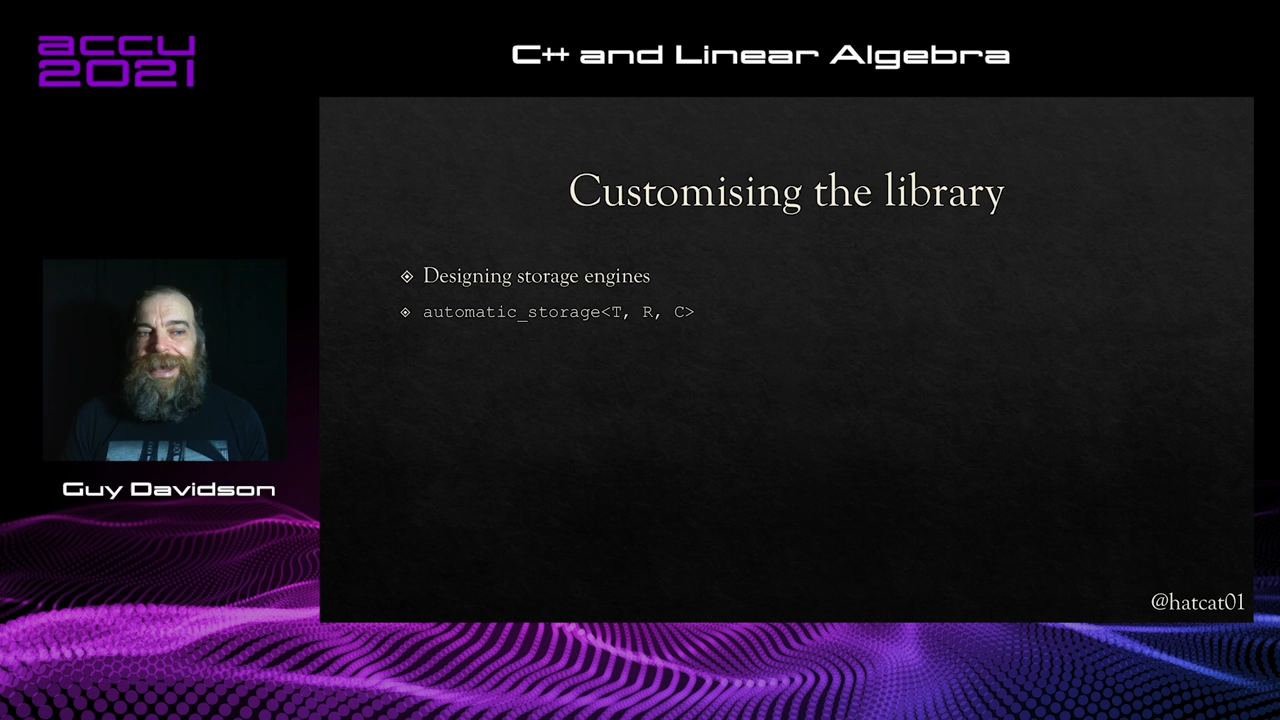 accu
2021
C++ and Linear Algebra
Customising the library
Designing storage engines
automatic_storage<T, R, C>
Guy Davidson
@hatcat01